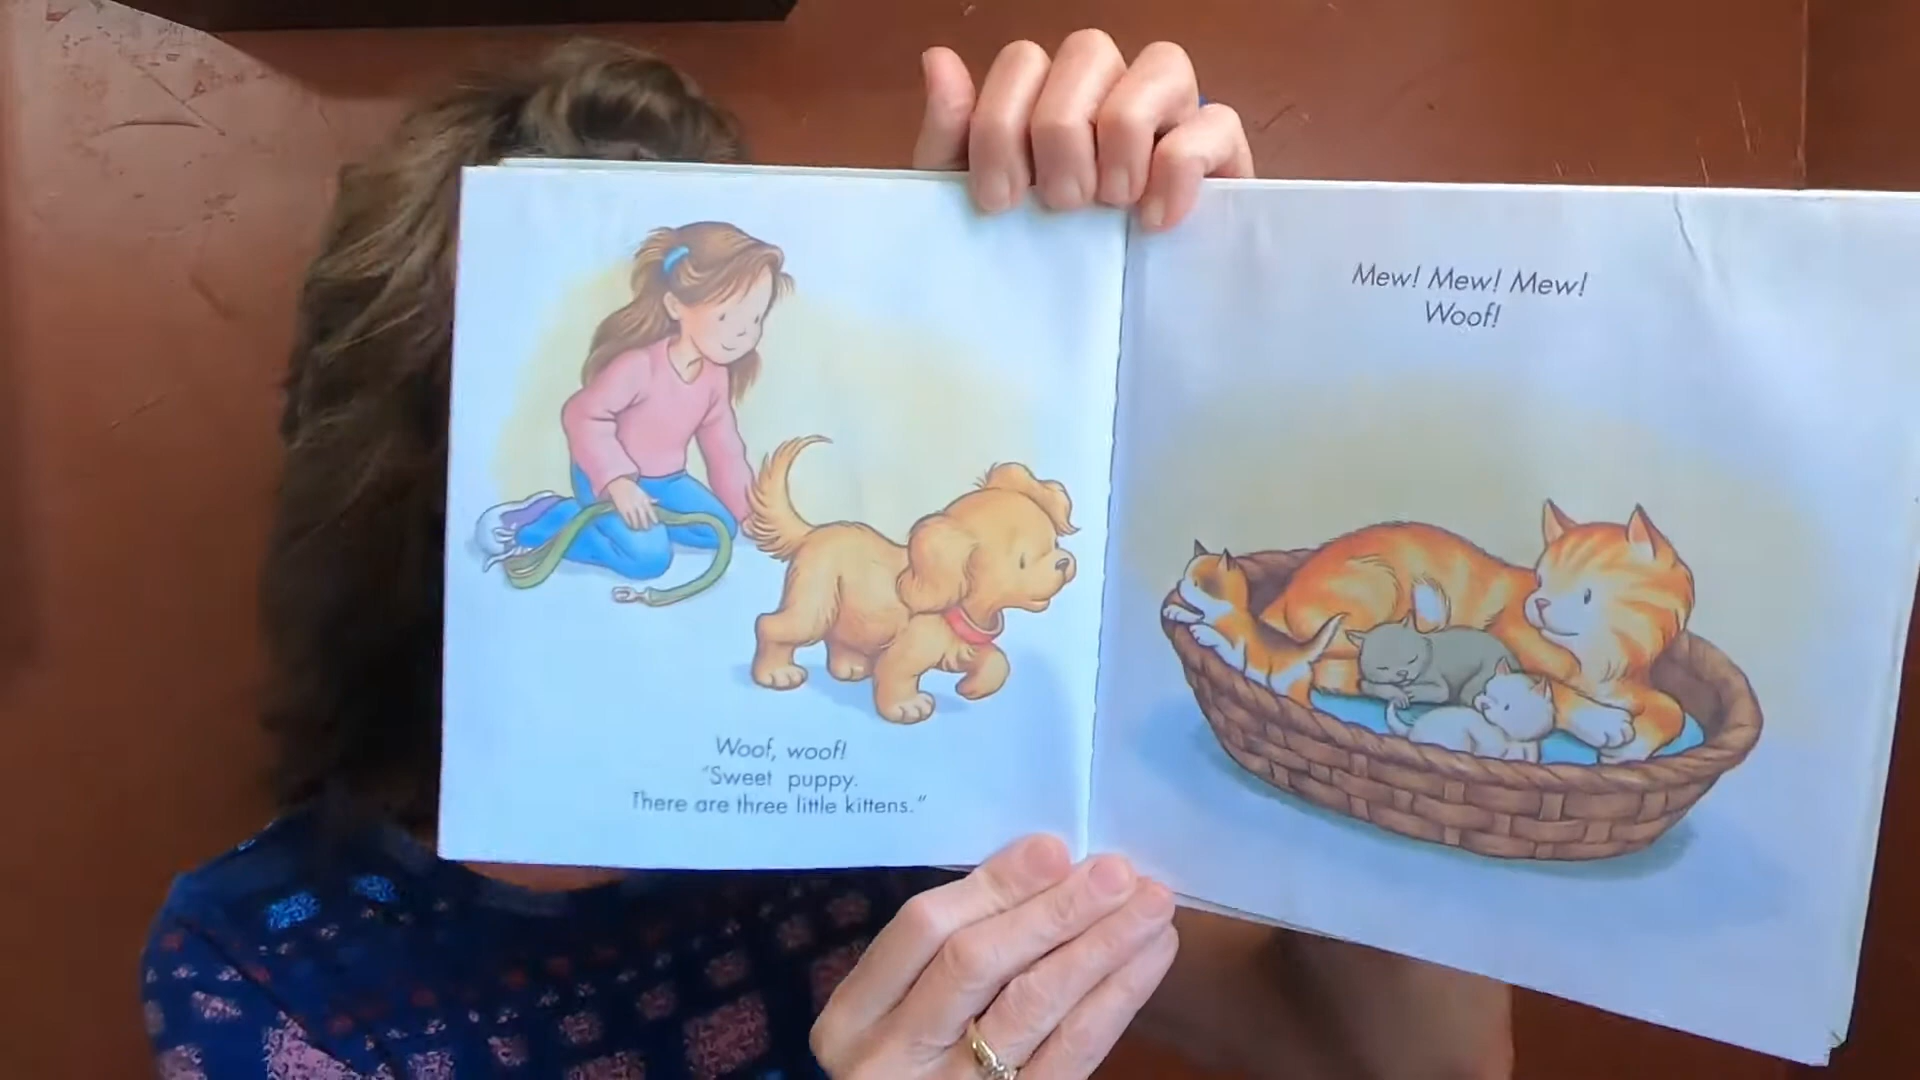 Woof, woof!
"Sweet puppy.
There are three little kittens."
Mew! Mew! Mew!
Woof!